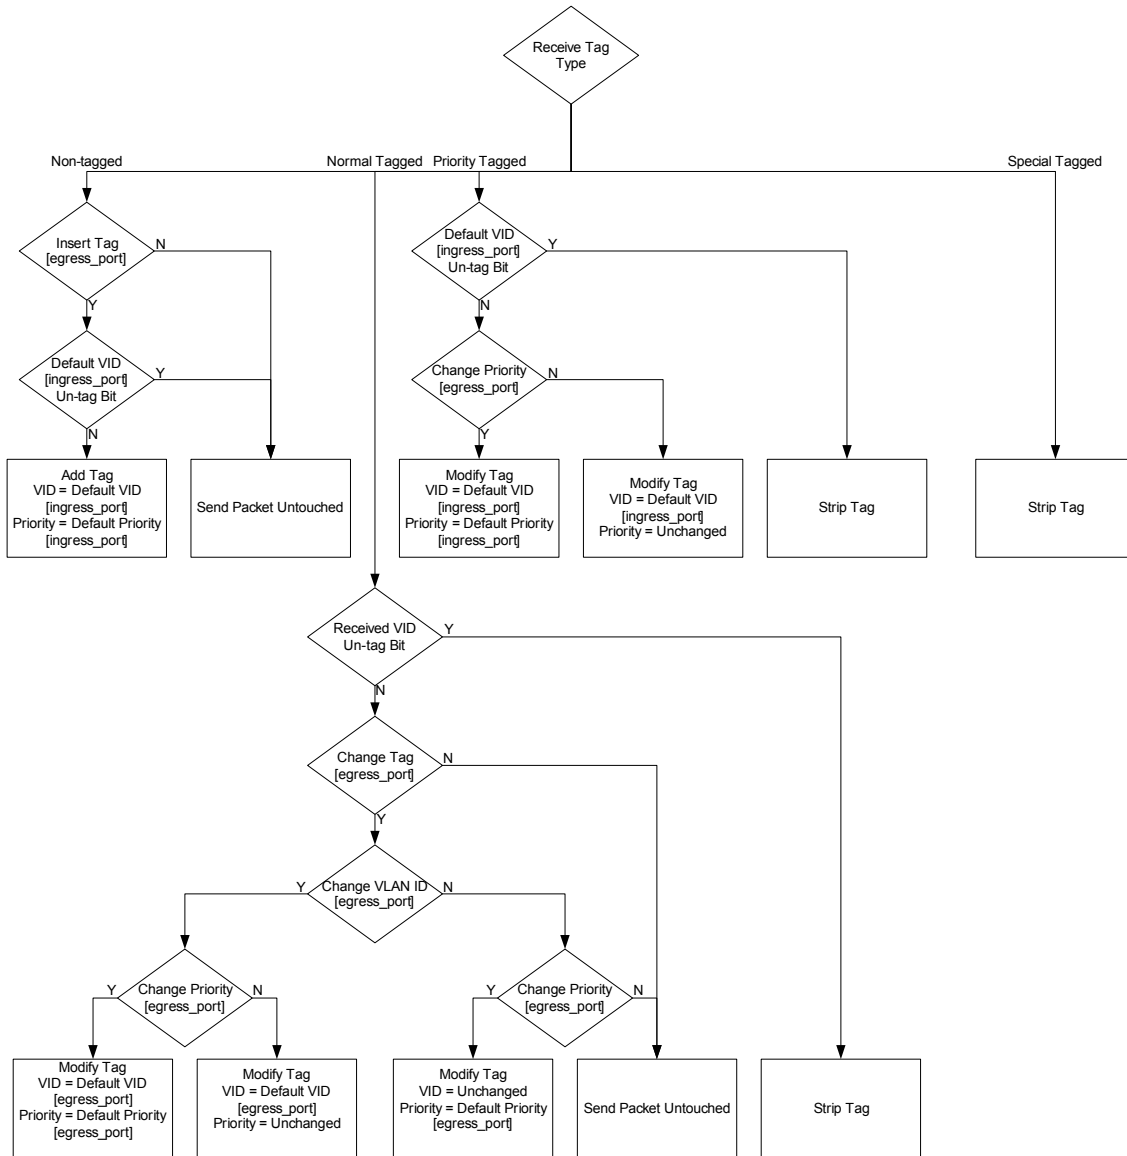 Receive Tag
Type
Non-tagged
Normal Tagged
Priority Tagged
Special Tagged
Insert Tag
[egress_port]
N
Y
Default VID
[ingress_port]
Un-tag Bit
Y
N
Default VID
[ingress_port]
Un-tag Bit
Y
N
Change Priority
[egress_port]
N
Y
Add Tag
VID = Default VID
[ingress_port]
Priority = Default Priority
[ingress_port]
Send Packet Untouched
Modify Tag
VID = Default VID
[ingress_port]
Priority = Default Priority
[ingress_port]
Modify Tag
VID = Default VID
[ingress_port]
Priority = Unchanged
Strip Tag
Strip Tag
Received VID
Un-tag Bit
Y
N
Change Tag
[egress_port]
N
Y
Y
Change VLAN ID
[egress_port]
N
Y
Change Priority
[egress_port]
N
Y
Change Priority
[egress_port]
N
Modify Tag
VID = Default VID
[egress_port]
Priority = Default Priority
[egress_port]
Modify Tag
VID = Default VID
[egress_port]
Priority = Unchanged
Modify Tag
VID = Unchanged
Priority = Default Priority
[egress_port]
Send Packet Untouched
Strip Tag